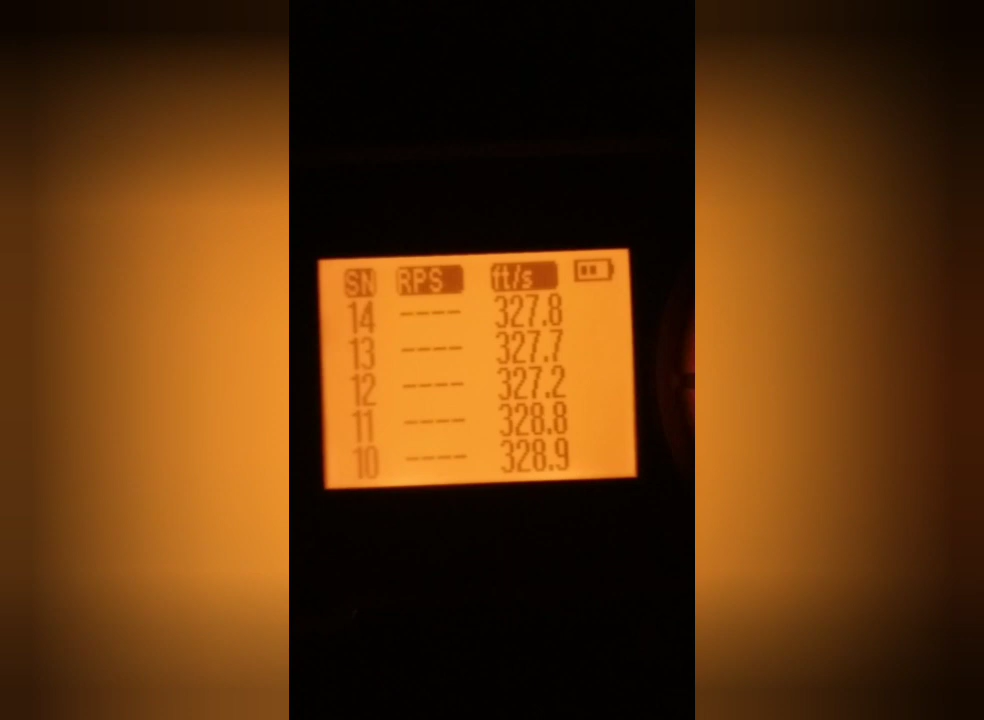 SN RPS ft/s
14 ---- 327.8
13 ---- 327.7
12 ---- 327.2
11 ---- 328.8
10 ---- 328.9